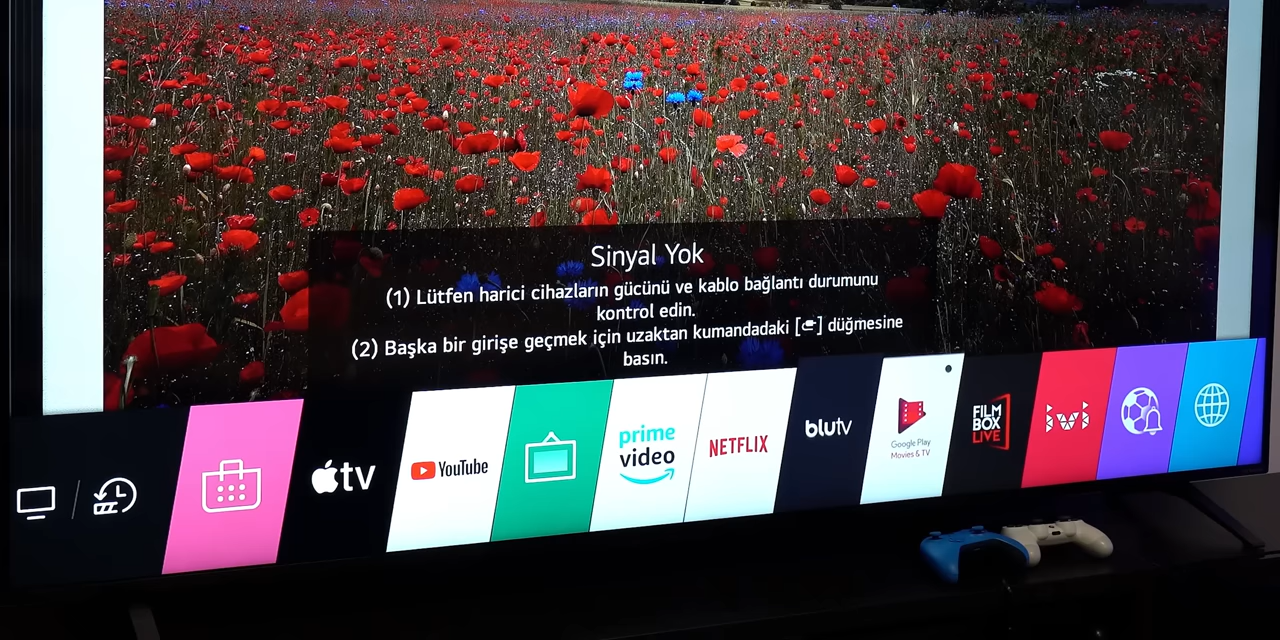 Sinyal Yok
(1) Lütfen harici cihazların gücünü ve kablo bağlantı durumunu
kontrol edin.
(2) Başka bir girişe geçmek için uzaktan kumandadaki [ ] düğmesine
basın.
tv
YouTube
prime
video
NETFLIX
blutv
Google Play
Movies & TV
FILM
BOX
LIVE